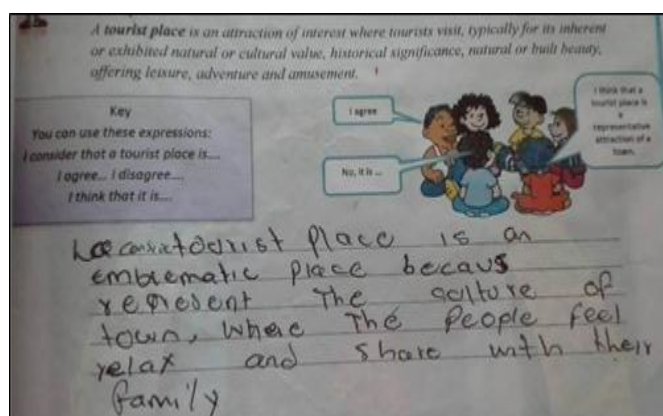 A tourist place is an attraction of interest where tourists visit, typically for its inherent
or exhibited natural or cultural value, historical significance, natural or built beauty,
offering leisure, adventure and amusement.
Key
You can use these expressions:
I consider that a tourist place is...
I agree... I disagree....
I think that it is....
I agree
No, it is ...
I think that a
tourist place is
a
representative
attraction of a
town.
tourist place is an
emblematic place becaus
represent the colture of
town, where The people feel
relax and share with their
family